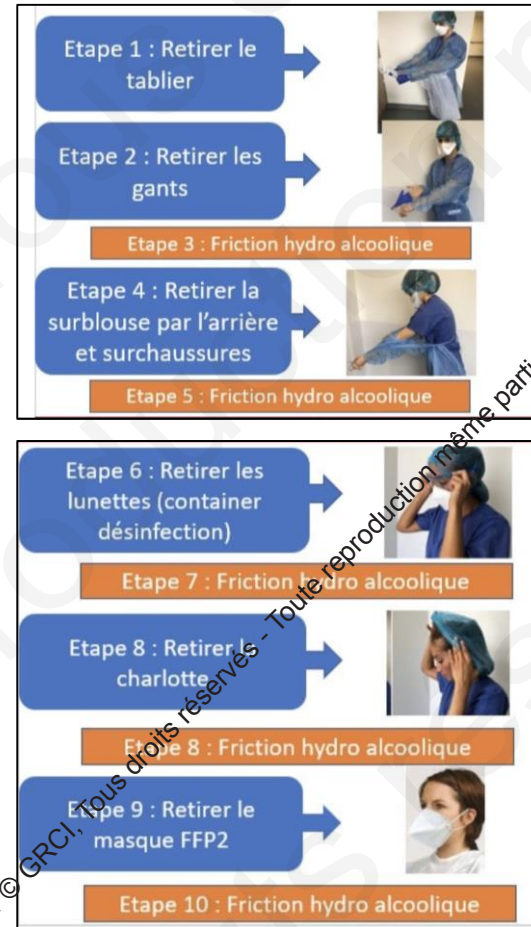 Etape 1 : Retirer le
tablier
Etape 2 : Retirer les
gants
Etape 3 : Friction hydro alcoolique
Etape 4 : Retirer la
surblouse par l'arrière
et surchaussures
Etape 5 : Friction hydro alcoolique
Etape 6 : Retirer les
lunettes (container
désinfection)
Etape 7 : Friction hydro alcoolique
Etape 8 : Retirer la
charlotte
Etape 8 : Friction hydro alcoolique
Etape 9 : Retirer le
masque FFP2
Etape 10 : Friction hydro alcoolique
© GRCI, Tous droits réservés - Toute reproduction même parti